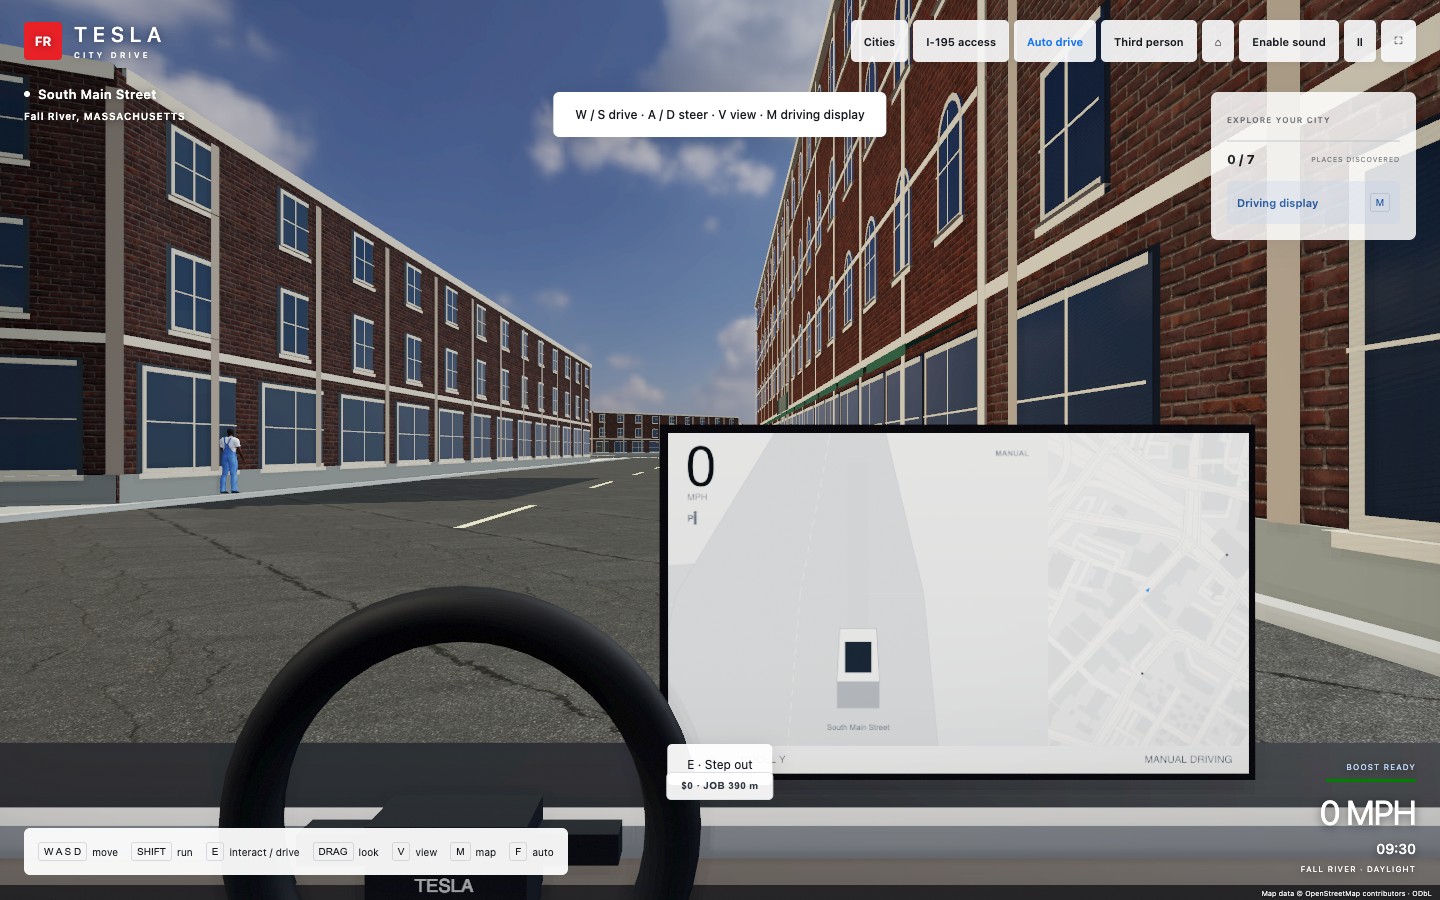 FR
TESLA
CITY DRIVE
South Main Street
Fall River, MASSACHUSETTS
Cities
I-195 access
Auto drive
Third person
Enable sound
W / S drive · A / D steer · V view · M driving display
EXPLORE YOUR CITY
0 / 7
PLACES DISCOVERED
Driving display
M
0
MPH
P
MANUAL
South Main Street
L Y
MANUAL DRIVING
E · Step out
$0 · JOB 390 m
W A S D move SHIFT run E interact / drive DRAG look V view M map F auto
TESLA
BOOST READY
0 MPH
09:30
FALL RIVER · DAYLIGHT
Map data © OpenStreetMap contributors · ODbL